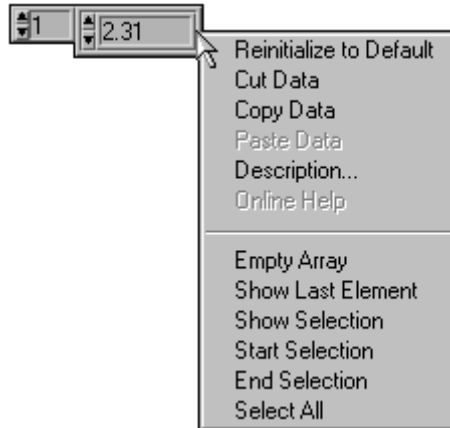 1
2.31
Reinitialize to Default
Cut Data
Copy Data
Paste Data
Description...
Online Help
Empty Array
Show Last Element
Show Selection
Start Selection
End Selection
Select All